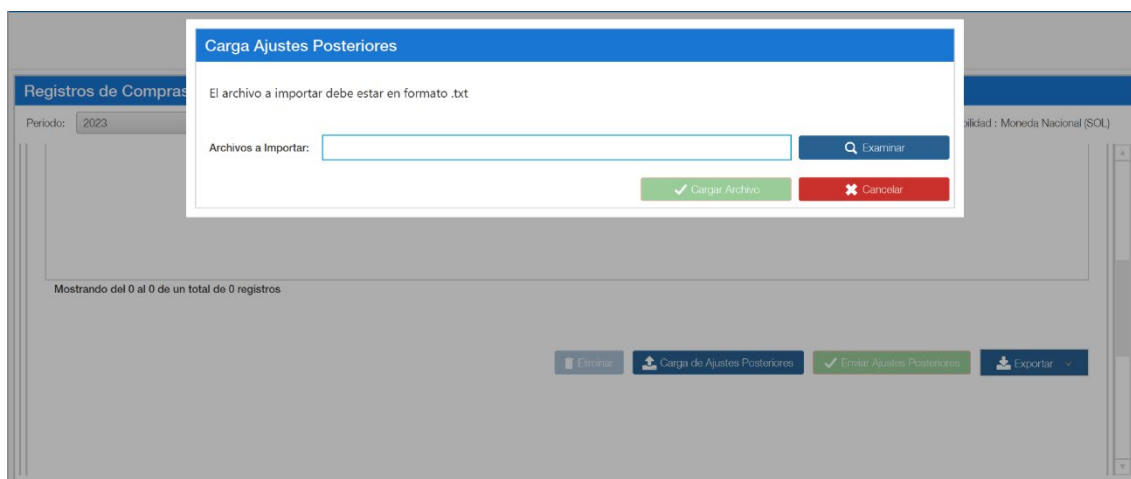 Carga Ajustes Posteriores
El archivo a importar debe estar en formato .txt
Registros de Compras
Periodo: 2023
bilidad : Moneda Nacional (SOL)
Archivos a Importar:
Examinar
Cargar Archivo
Cancelar
Mostrando del 0 al 0 de un total de 0 registros
Eliminar
Carga de Ajustes Posteriores
Enviar Ajustes Posteriores
Exportar